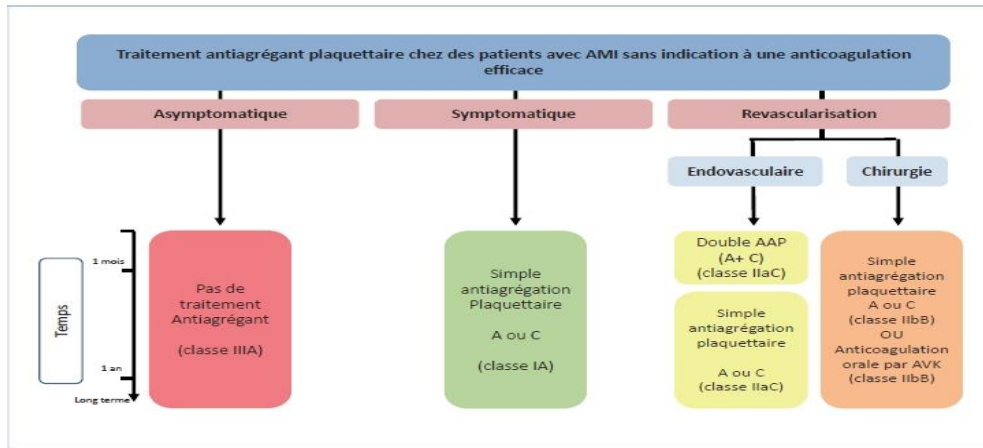 Traitement antiagrégant plaquettaire chez des patients avec AMI sans indication à une anticoagulation
efficace
Asymptomatique
Symptomatique
Revascularisation
Endovasculaire
Chirurgie
Temps
1 mois
1 an
Long terme
Pas de
traitement
Antiagrégant
(classe IIIA)
Simple
antiagrégation
Plaquettaire
A ou C
(classe IA)
Double AAP
(A+ C)
(classe IIaC)
Simple
antiagrégation
plaquettaire
A ou C
(classe IIaC)
Simple
antiagrégation
plaquettaire
A ou C
(classe IIbB)
OU
Anticoagulation
orale par AVK
(classe IIbB)